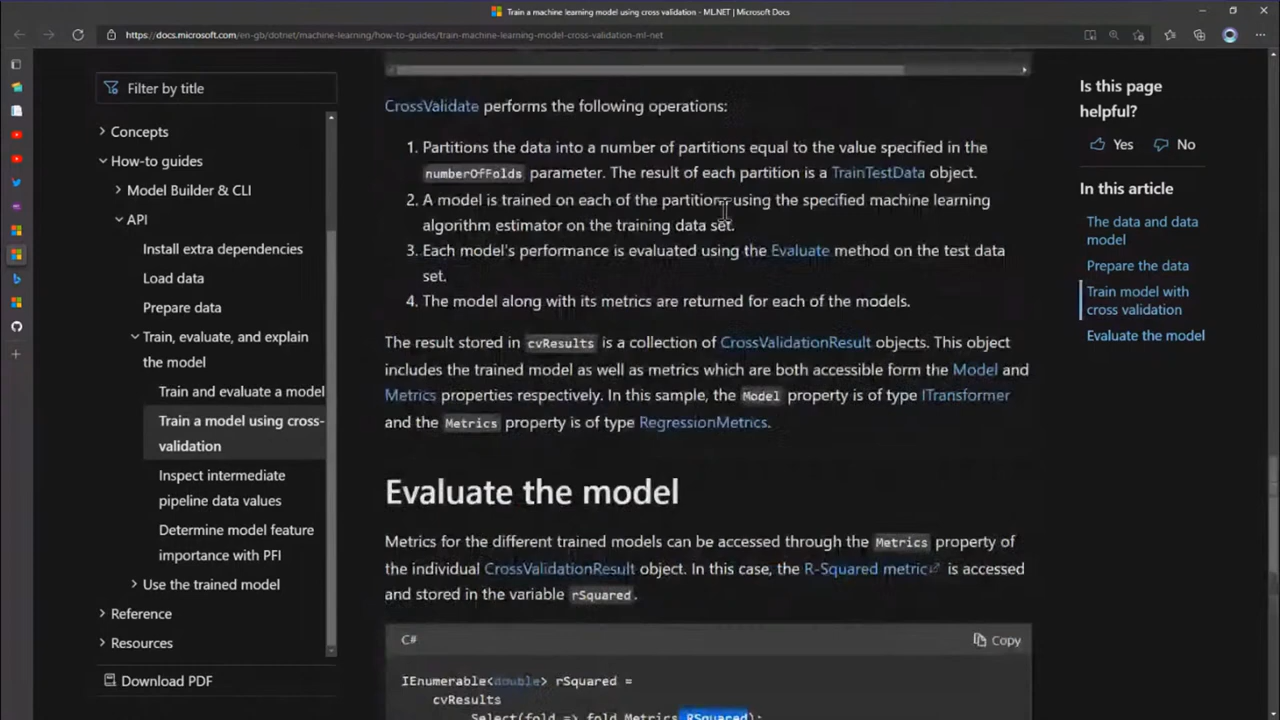 Train a machine learning model using cross validation - ML.NET | Microsoft Docs
https://docs.microsoft.com/en-gb/dotnet/machine-learning/how-to-guides/train-machine-learning-model-cross-validation-ml-net
Filter by title
Concepts
How-to guides
Model Builder & CLI
API
Install extra dependencies
Load data
Prepare data
Train, evaluate, and explain
the model
Train and evaluate a model
Train a model using cross-
validation
Inspect intermediate
pipeline data values
Determine model feature
importance with PFI
Use the trained model
Reference
Resources
Download PDF
CrossValidate performs the following operations:
1. Partitions the data into a number of partitions equal to the value specified in the
numberOfFolds parameter. The result of each partition is a TrainTestData object.
2. A model is trained on each of the partitions using the specified machine learning
algorithm estimator on the training data set.
3. Each model's performance is evaluated using the Evaluate method on the test data
set.
4. The model along with its metrics are returned for each of the models.
The result stored in cvResults is a collection of CrossValidationResult objects. This object
includes the trained model as well as metrics which are both accessible form the Model and
Metrics properties respectively. In this sample, the Model property is of type ITransformer
and the Metrics property is of type RegressionMetrics.
Evaluate the model
Metrics for the different trained models can be accessed through the Metrics property of
the individual CrossValidationResult object. In this case, the R-Squared metric is accessed
and stored in the variable rSquared.
C#
Copy
IEnumerable<double> rSquared =
cvResults
.Select(fold => fold.Metrics.RSquared);
Is this page
helpful?
Yes
No
In this article
The data and data
model
Prepare the data
Train model with
cross validation
Evaluate the model